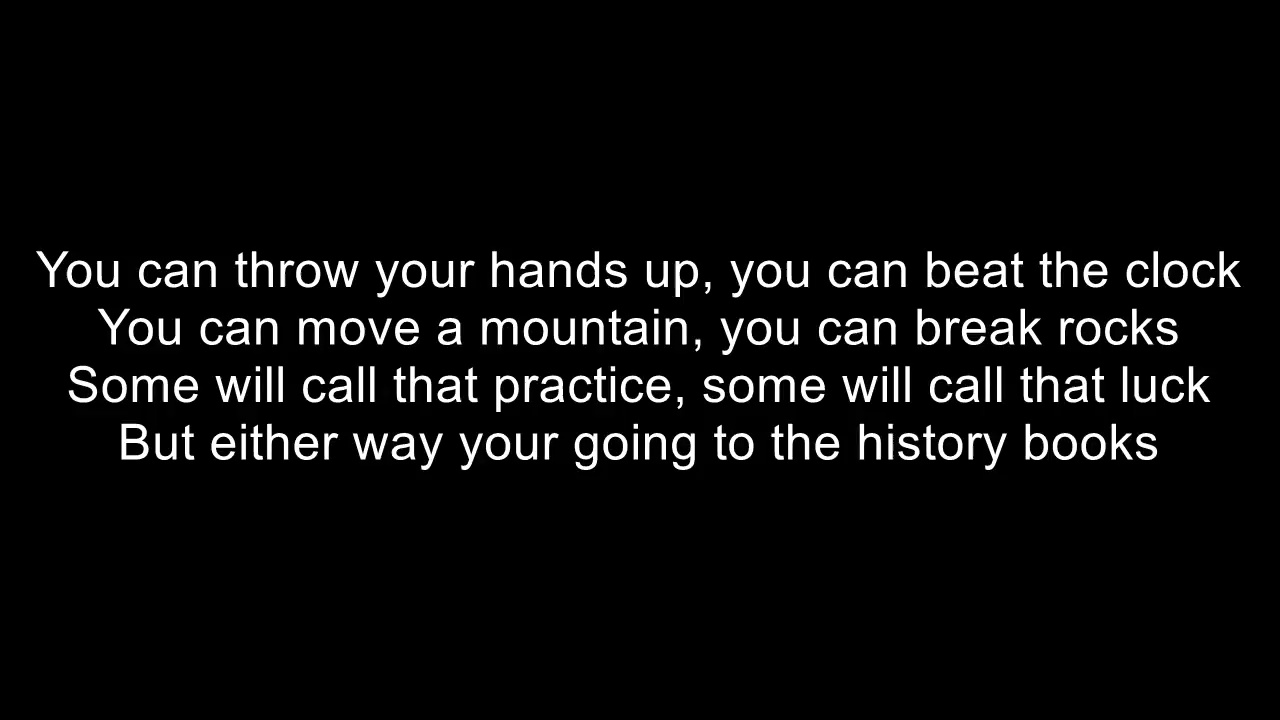 You can throw your hands up, you can beat the clock
You can move a mountain, you can break rocks
Some will call that practice, some will call that luck
But either way your going to the history books